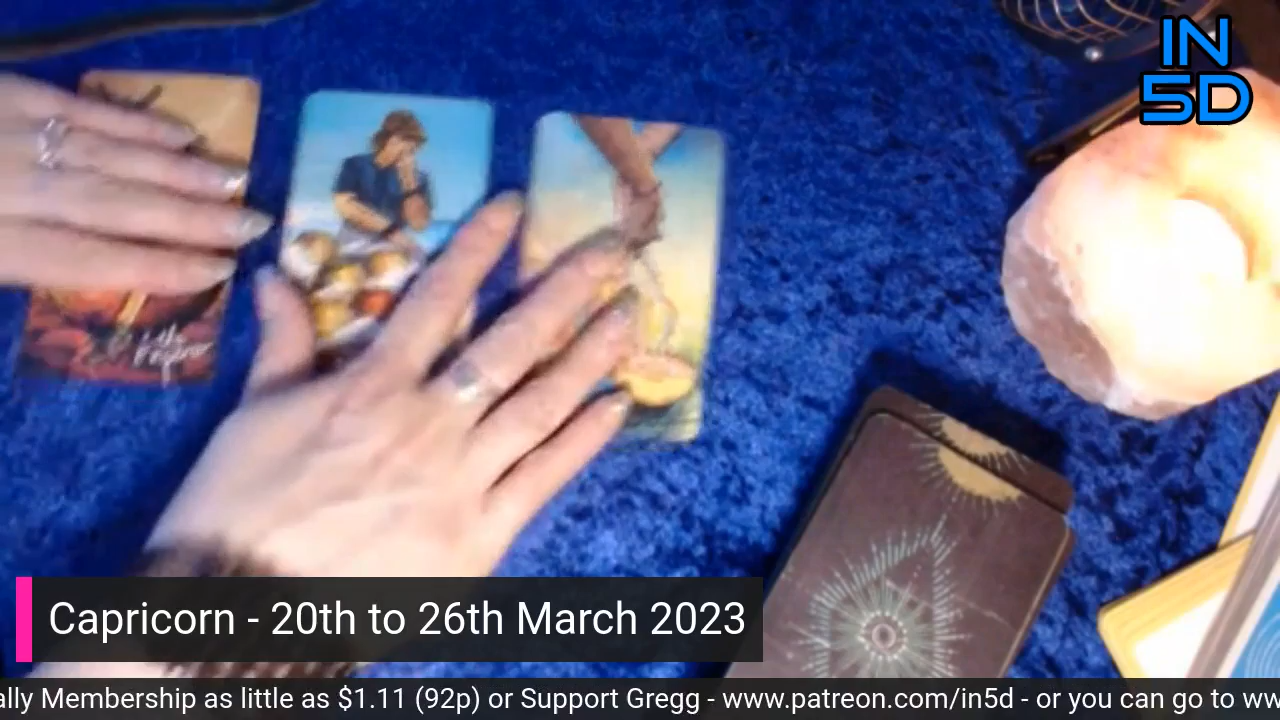 IN
5D
Capricorn - 20th to 26th March 2023
ally Membership as little as $1.11 (92p) or Support Gregg - www.patreon.com/in5d - or you can go to ww